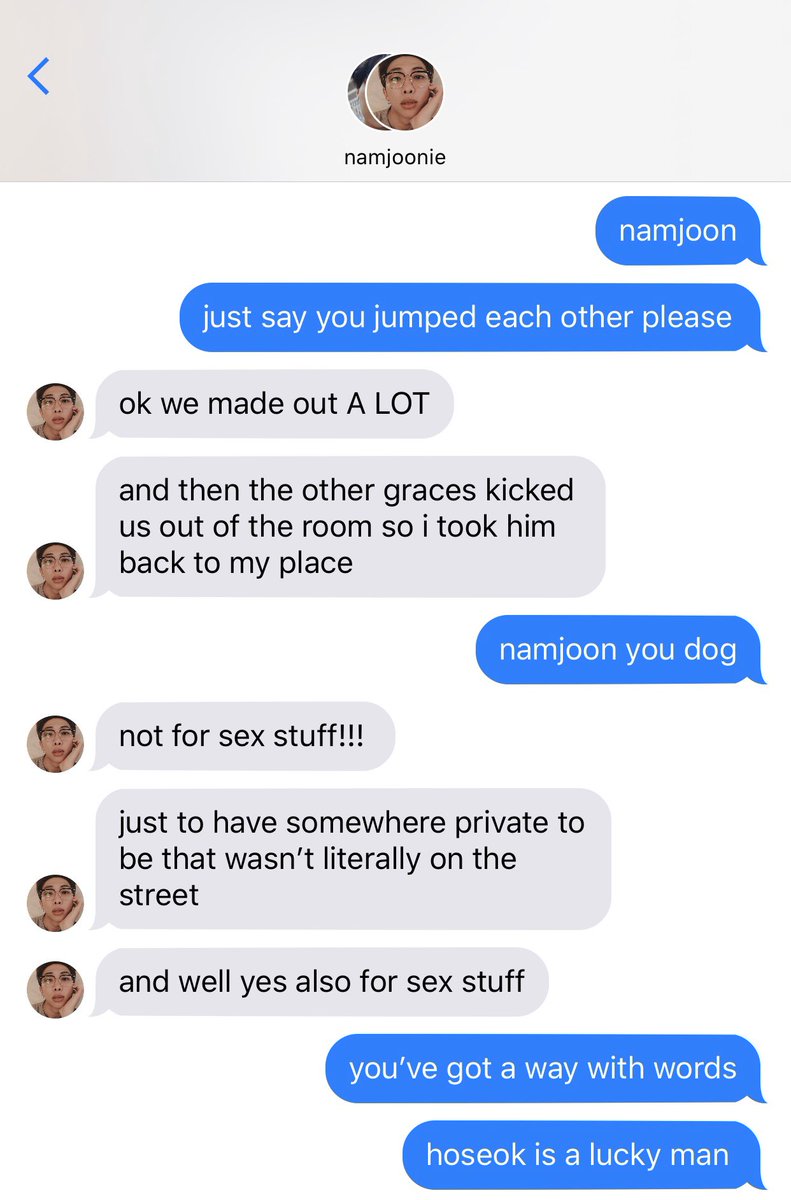 namjoonie
namjoon
just say you jumped each other please
ok we made out A LOT
and then the other graces kicked
us out of the room so i took him
back to my place
namjoon you dog
not for sex stuff!!!
just to have somewhere private to
be that wasn’t literally on the
street
and well yes also for sex stuff
you’ve got a way with words
hoseok is a lucky man